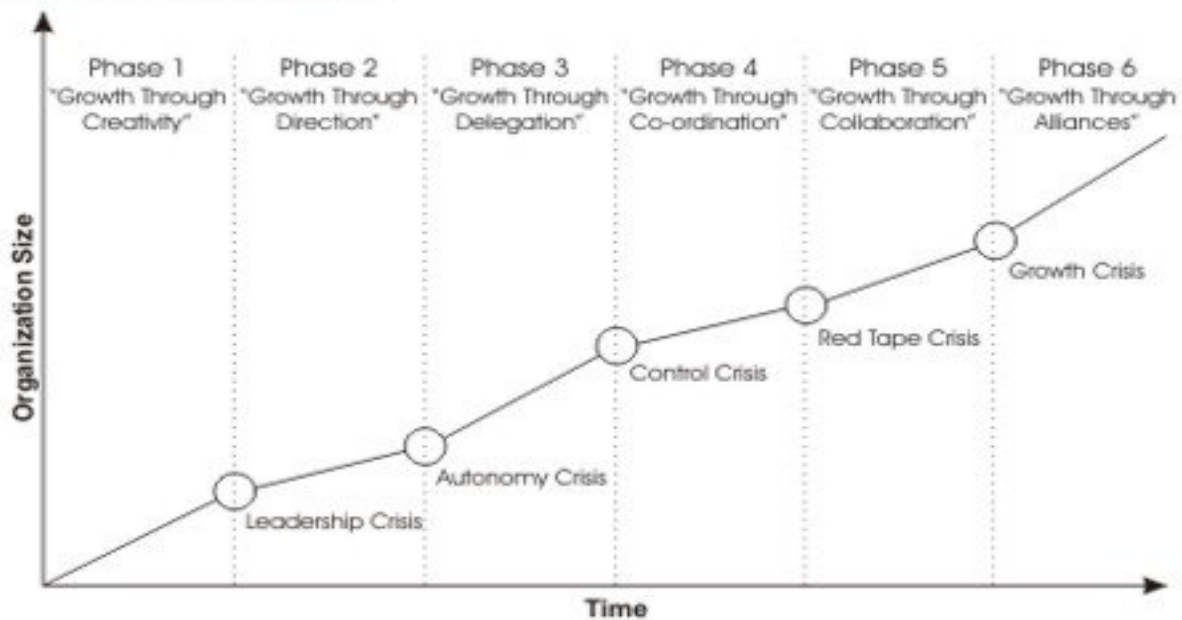 Phase 1
"Growth Through
Creativity"
Phase 2
"Growth Through
Direction"
Phase 3
"Growth Through
Delegation"
Phase 4
"Growth Through
Co-ordination"
Phase 5
"Growth Through
Collaboration"
Phase 6
"Growth Through
Alliances"
Organization Size
Growth Crisis
Red Tape Crisis
Control Crisis
Autonomy Crisis
Leadership Crisis
Time